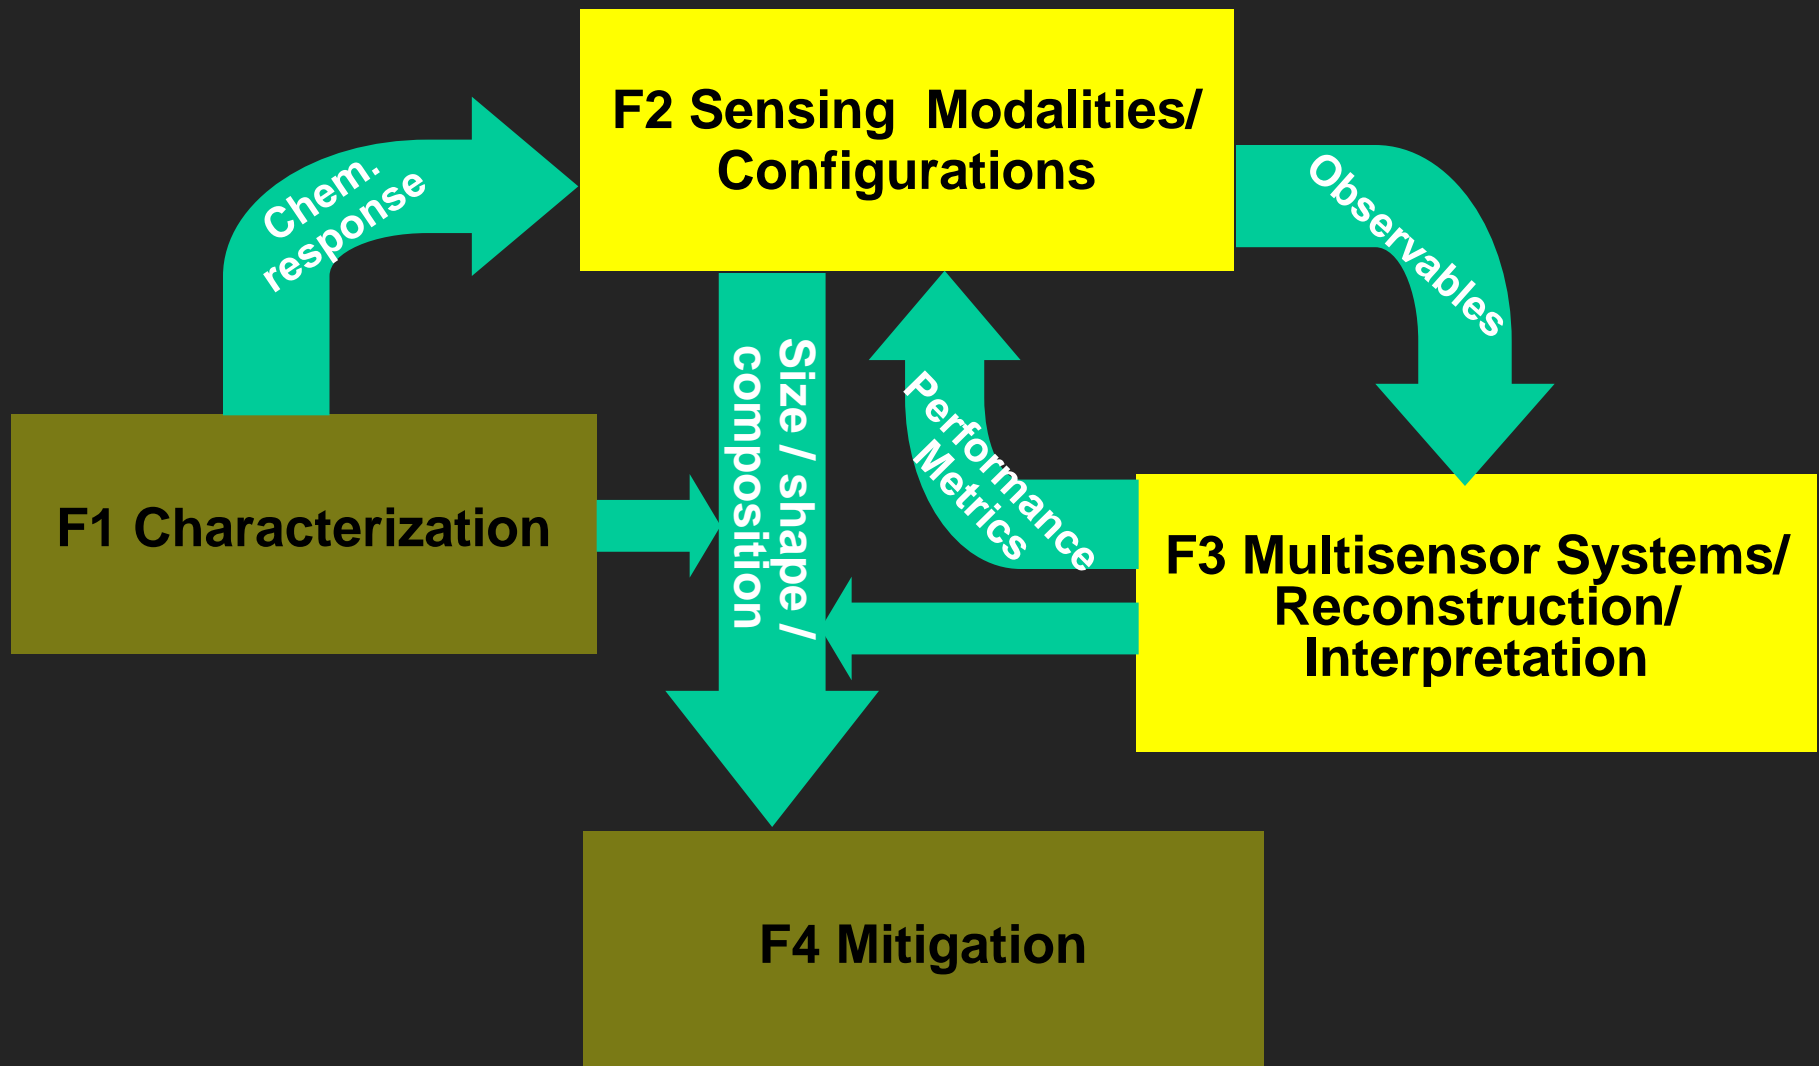 F2 Sensing  Modalities/
Configurations
Chem.
response
Observables
Size / shape /
composition
Performance
Metrics
F1 Characterization
F3 Multisensor Systems/
Reconstruction/
Interpretation
F4 Mitigation